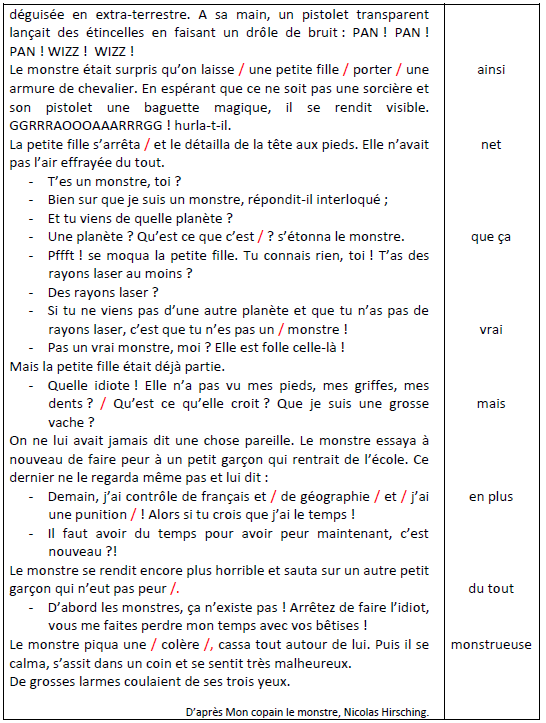 déguisée en extra-terrestre. A sa main, un pistolet transparent
lançait des étincelles en faisant un drôle de bruit : PAN ! PAN !
PAN ! WIZZ ! WIZZ !
Le monstre était surpris qu'on laisse / une petite fille / porter / une ainsi
armure de chevalier. En espérant que ce ne soit pas une sorcière et
son pistolet une baguette magique, il se rendit visible.
GGRRRAOOOAAARRRGG ! hurla-t-il.
La petite fille s'arrêta / et le détailla de la tête aux pieds. Elle n'avait net
pas l'air effrayée du tout.
- T'es un monstre, toi ?
- Bien sur que je suis un monstre, répondit-il interloqué ;
- Et tu viens de quelle planète ?
- Une planète ? Qu'est ce que c'est / ? s'étonna le monstre. que ça
- Pffft ! se moqua la petite fille. Tu connais rien, toi ! T'as des
rayons laser au moins ?
- Des rayons laser ?
- Si tu ne viens pas d'une autre planète et que tu n'as pas de
rayons laser, c'est que tu n'es pas un / monstre ! vrai
- Pas un vrai monstre, moi ? Elle est folle celle-là !
Mais la petite fille était déjà partie.
- Quelle idiote ! Elle n'a pas vu mes pieds, mes griffes, mes
dents ? / Qu'est ce qu'elle croit ? Que je suis une grosse mais
vache ?
On ne lui avait jamais dit une chose pareille. Le monstre essaya à
nouveau de faire peur à un petit garçon qui rentrait de l'école. Ce
dernier ne le regarda même pas et lui dit :
- Demain, j'ai contrôle de français et / de géographie / et / j'ai en plus
une punition / ! Alors si tu crois que j'ai le temps !
- Il faut avoir du temps pour avoir peur maintenant, c'est
nouveau ?!
Le monstre se rendit encore plus horrible et sauta sur un autre petit
garçon qui n'eut pas peur /. du tout
- D'abord les monstres, ça n'existe pas ! Arrêtez de faire l'idiot,
vous me faites perdre mon temps avec vos bêtises !
Le monstre piqua une / colère /, cassa tout autour de lui. Puis il se monstrueuse
calma, s'assit dans un coin et se sentit très malheureux.
De grosses larmes coulaient de ses trois yeux.
D'après Mon copain le monstre, Nicolas Hirsching.